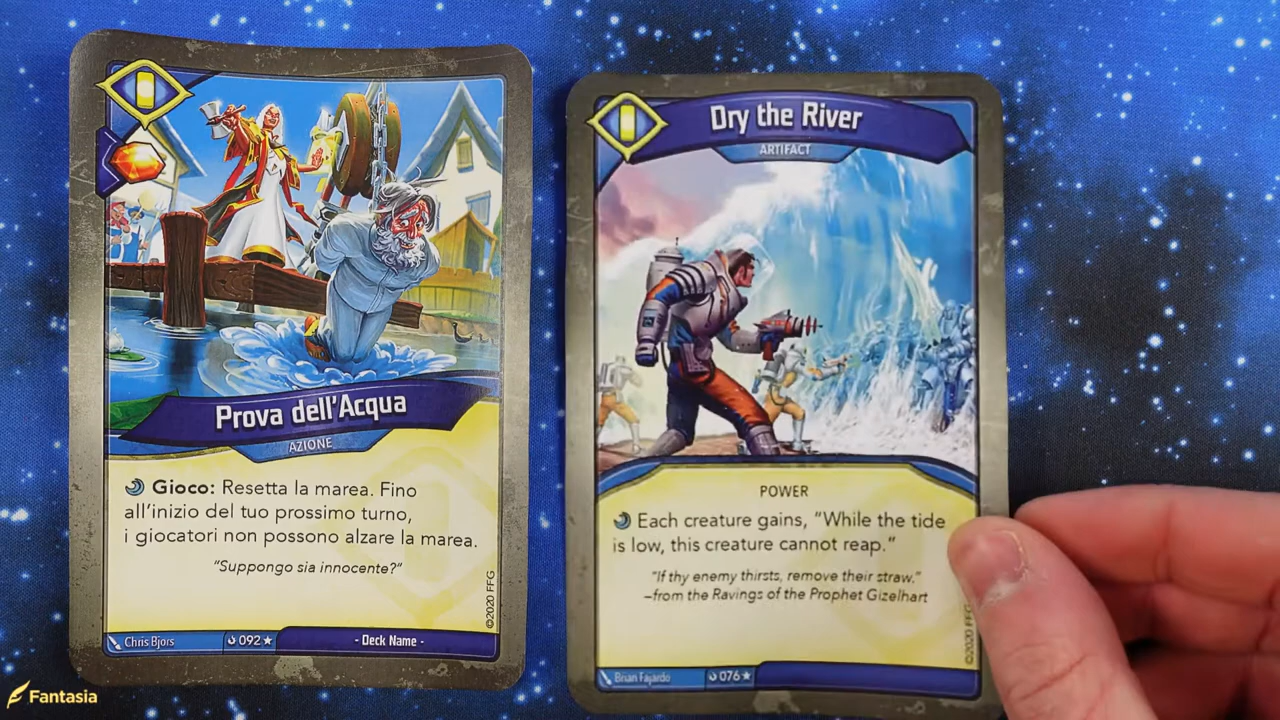 Prova dell'Acqua
AZIONE
Gioco: Resetta la marea. Fino
all'inizio del tuo prossimo turno,
i giocatori non possono alzare la marea.
"Suppongo sia innocente?"
©2020 FFG
Chris Bjors
092
- Deck Name -
Dry the River
ARTIFACT
POWER
Each creature gains, "While the tide
is low, this creature cannot reap."
"If thy enemy thirsts, remove their straw."
–from the Ravings of the Prophet Gizelhart
©2020 FFG
Brian Fajardo
076
Fantasia